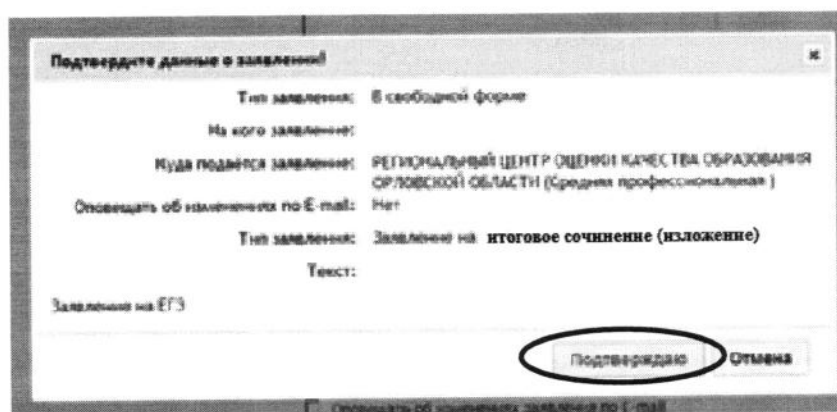 Подтвердите данные о заявлении!
Тип заявления: В свободной форме
На кого заявление:
Куда подаётся заявление: РЕГИОНАЛЬНЫЙ ЦЕНТР ОЦЕНКИ КАЧЕСТВА ОБРАЗОВАНИЯ
ОРЛОВСКОЙ ОБЛАСТИ (Средняя профессиональная )
Оповещать об изменениях по E-mail: Нет
Тип заявления: Заявление на итоговое сочинение (изложение)
Текст:
Заявление на ЕГЭ
Подтверждаю Отмена
Оповещать об изменениях заявления по E-mail